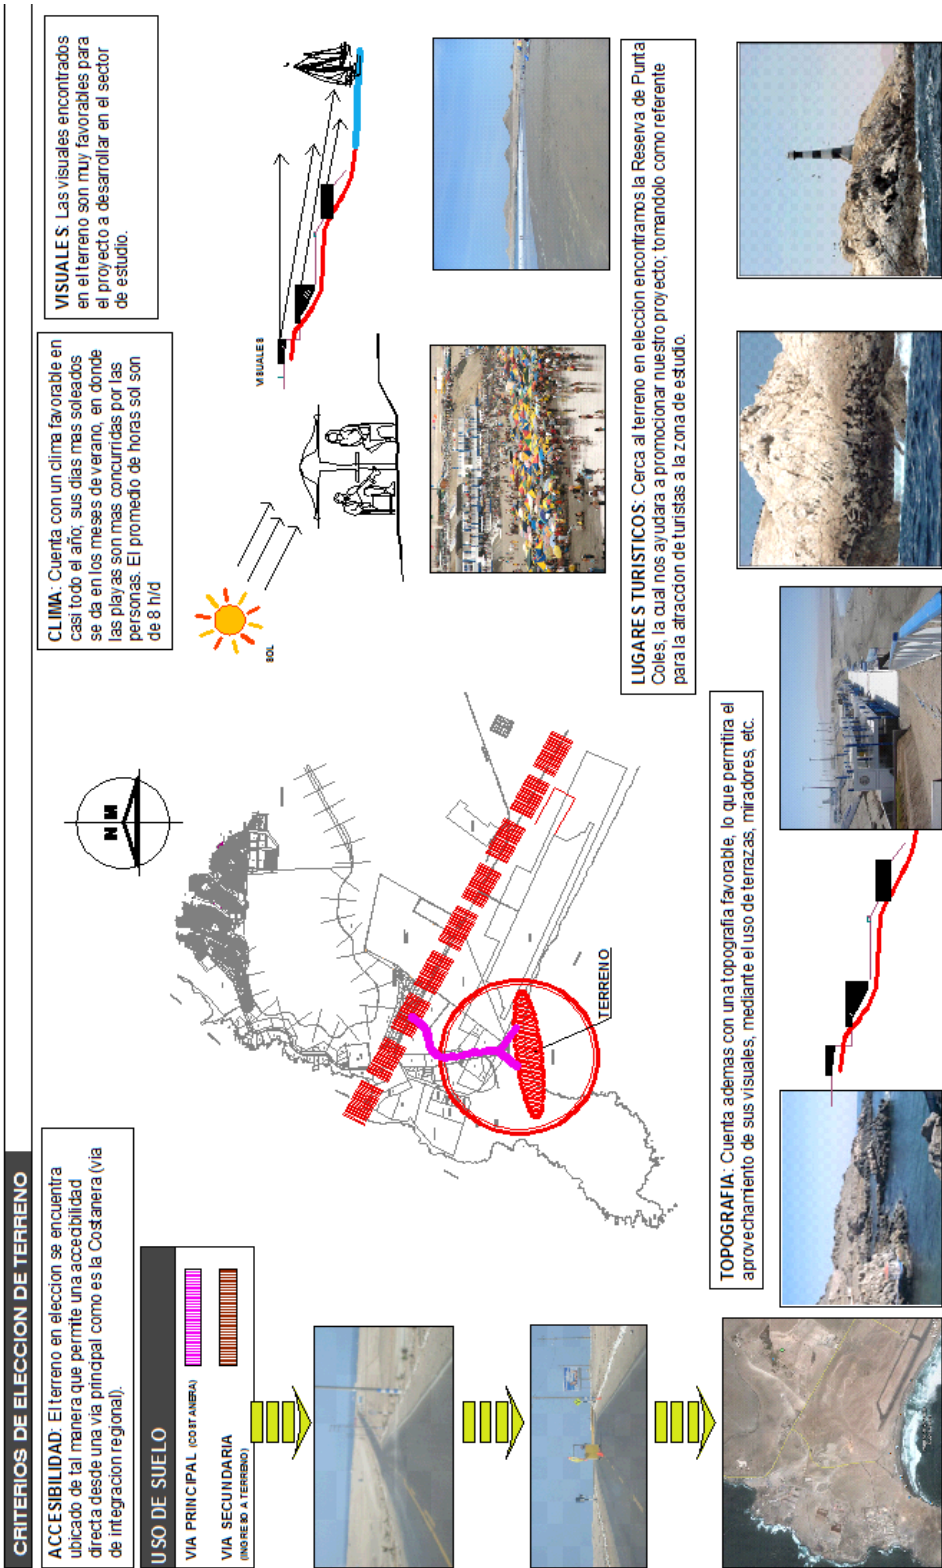 CRITERIOS DE ELECCION DE TERRENO
ACCESIBILIDAD: El terreno en eleccion se encuentra
ubicado de tal manera que permite una accedibilidad
directa desde una via principal como es la Costanera (via
de integracion regional).
USO DE SUELO
VIA PRINCIPAL (COSTANERA)
VIA SECUNDARIA
(INGRESO A TERRENO)
N M
TERRENO
CLIMA: Cuenta con un clima favorable en
casi todo el año, sus dias mas soleados
se da en los meses de verano, en donde
las playas son mas concurridas por las
personas. El promedio de horas sol son
de 8 h/d
SOL
VISUALES: Las visuales encontrados
en el terreno son muy favorables para
el proyecto a desarrollar en el sector
de estudio.
VISUALES
LUGARES TURISTICOS: Cerca al terreno en eleccion encontramos la Reserva de Punta
Coles, la cual nos ayudara a promocionar nuestro proyecto; tomandolo como referente
para la atraccion de turistas a la zona de estudio.
TOPOGRAFIA: Cuenta ademas con una topografia favorable, lo que permitira el
aprovechamiento de sus visuales, mediante el uso de terrazas, miradores, etc.